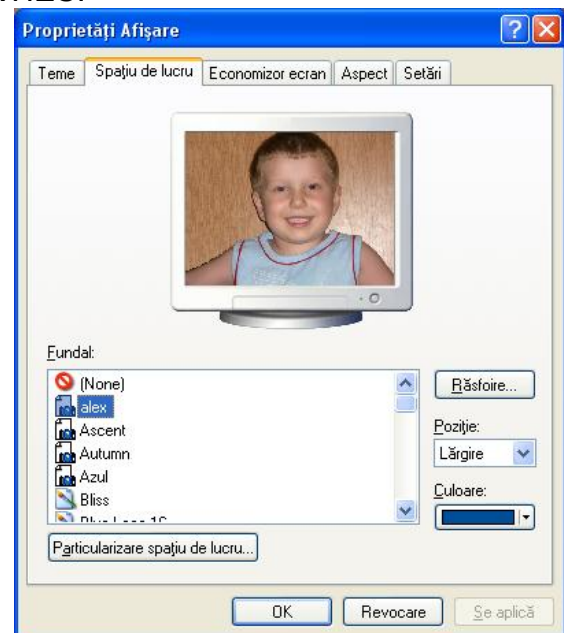 Proprietăți Afișare
Teme Spațiu de lucru Economizor ecran Aspect Setări
Fundal:
(None)
alex
Ascent
Autumn
Azul
Bliss
Răsfoire...
Poziție:
Lărgire
Culoare:
Particularizare spațiu de lucru...
OK Revocare Se aplică